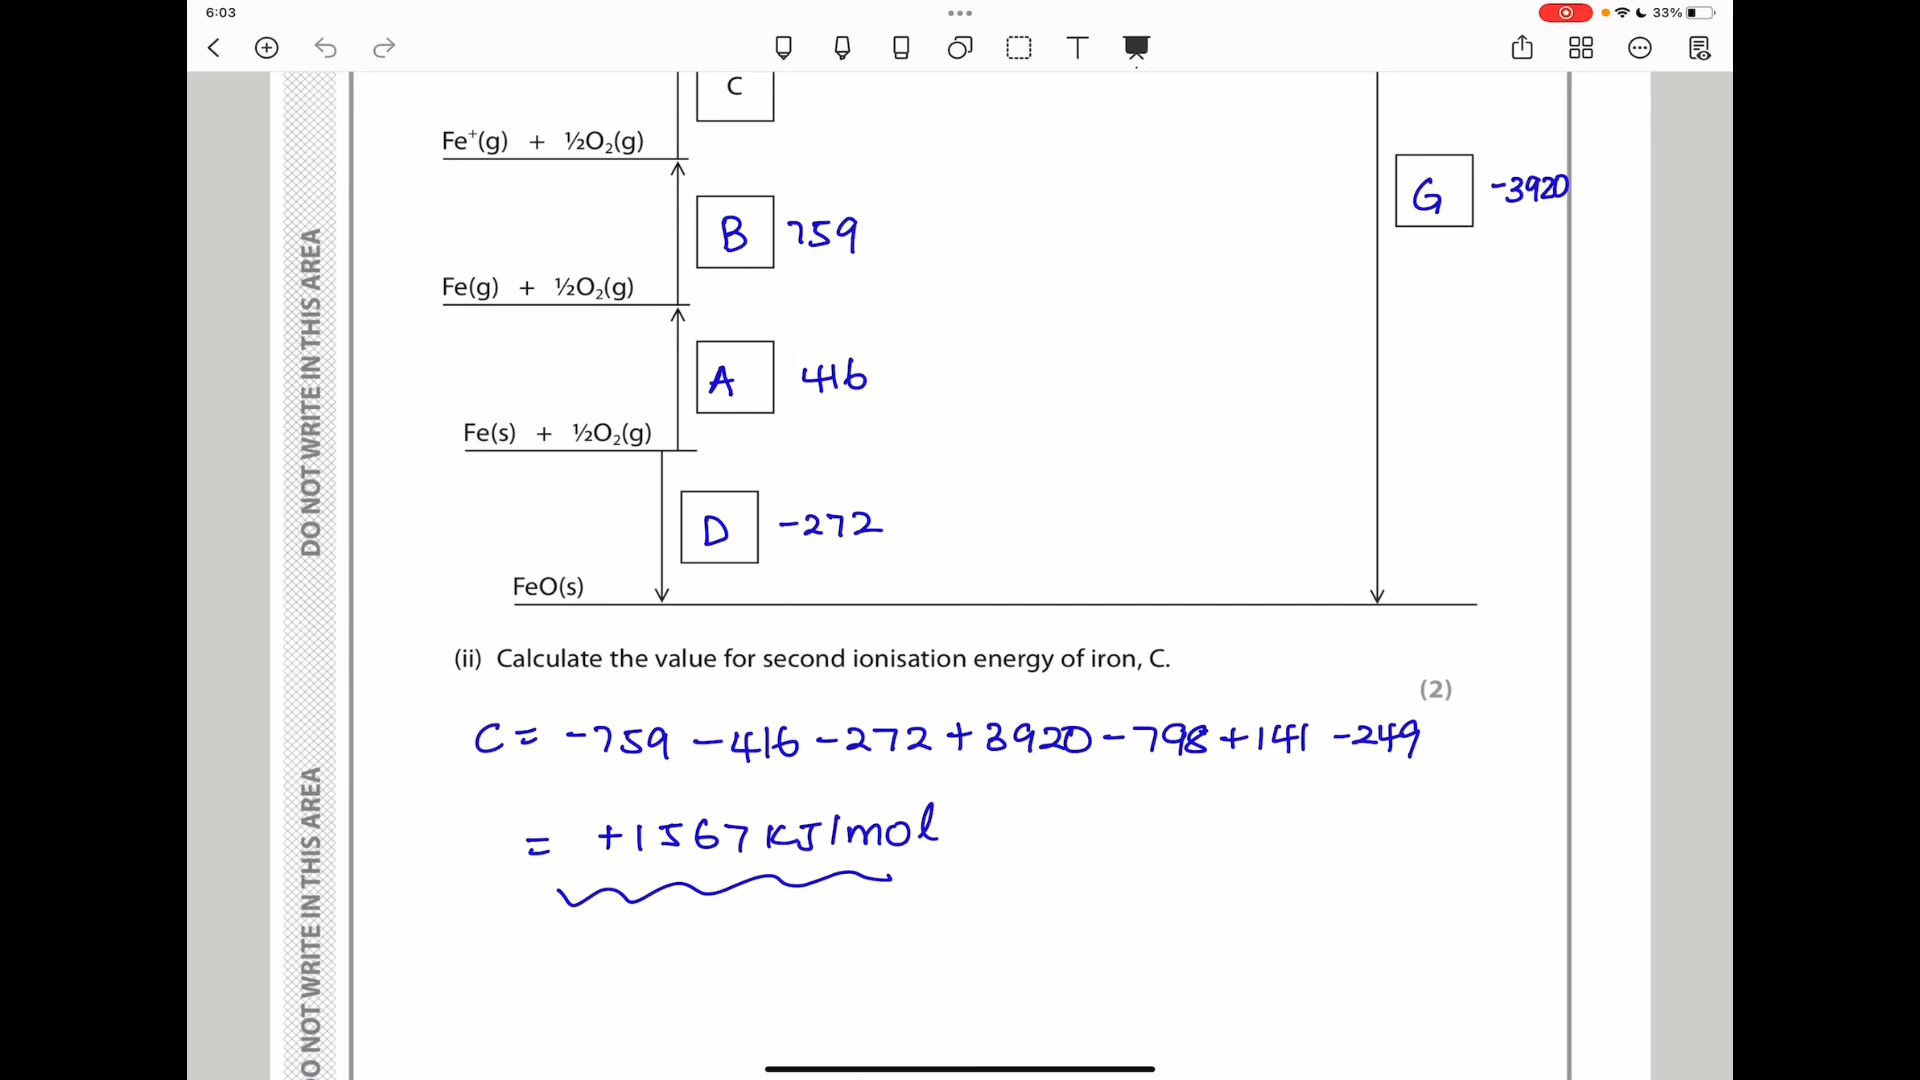 6:03
33%
T
C
Fe⁺(g) + ½O₂(g)
G -3920
B 759
Fe(g) + ½O₂(g)
A 416
Fe(s) + ½O₂(g)
D -272
FeO(s)
(ii) Calculate the value for second ionisation energy of iron, C.
(2)
C = -759 -416 -272 +3920 -798 +141 -249
= +1567 KJ/mol
DO NOT WRITE IN THIS AREA
DO NOT WRITE IN THIS AREA